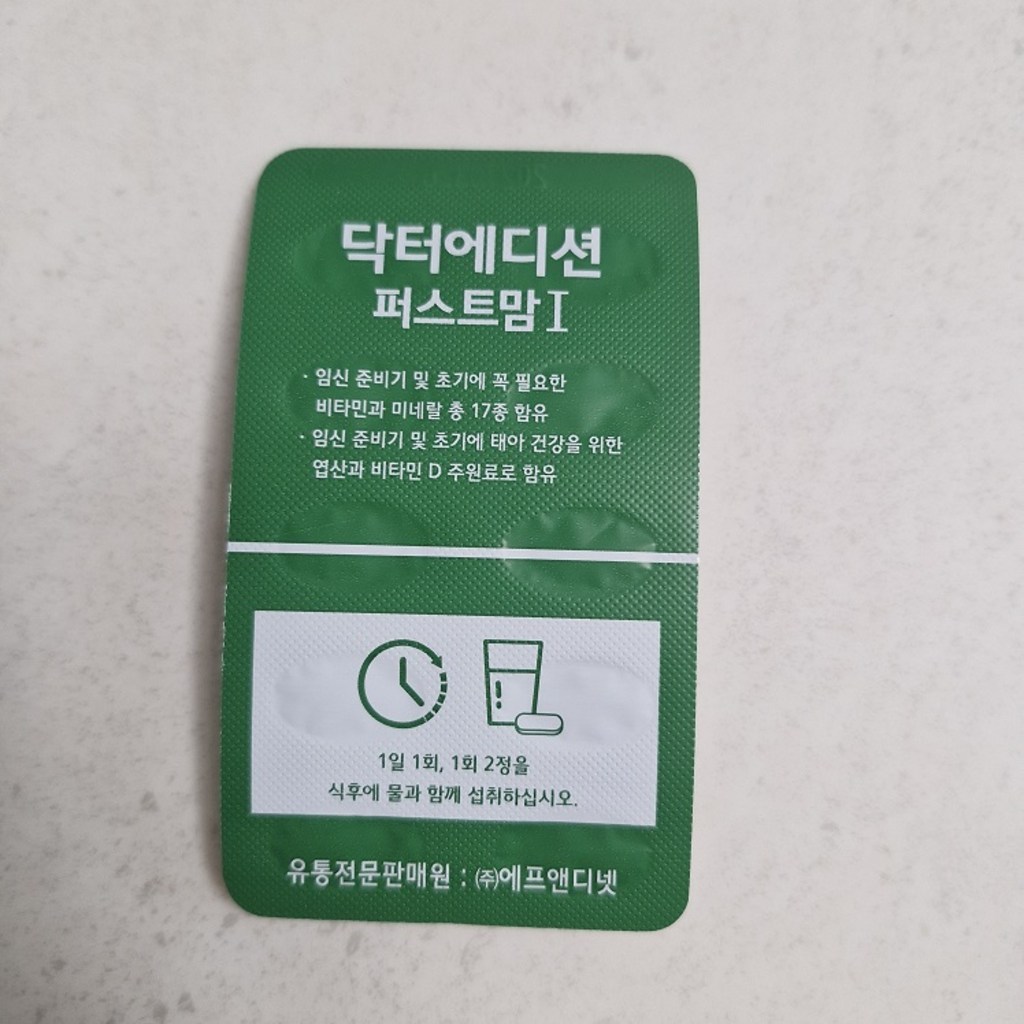 닥터에디션
퍼스트맘 I
· 임신 준비기 및 초기에 꼭 필요한
비타민과 미네랄 총 17종 함유
· 임신 준비기 및 초기에 태아 건강을 위한
엽산과 비타민 D 주원료로 함유
1일 1회, 1회 2정을
식후에 물과 함께 섭취하십시오.
유통전문판매원 : ㈜에프앤디넷